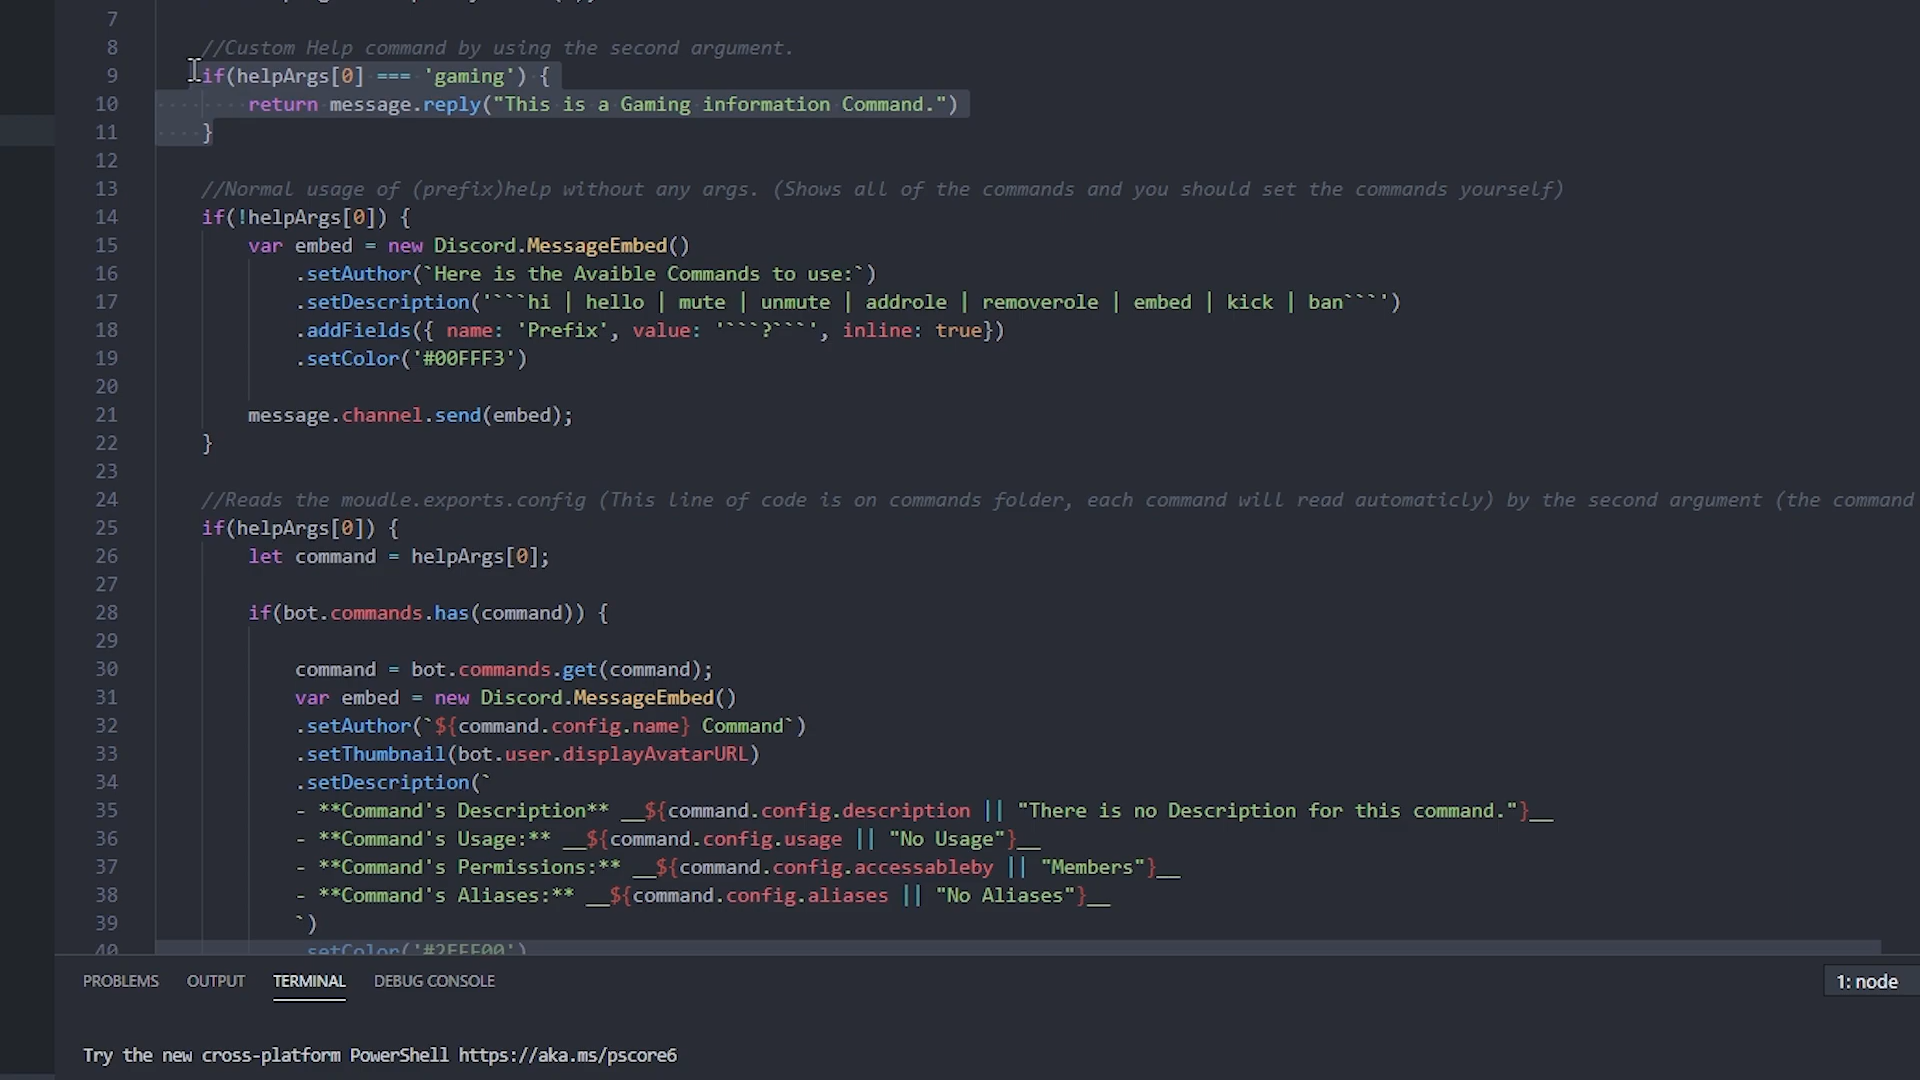 7
8 //Custom Help command by using the second argument.
9 if(helpArgs[0] === 'gaming') {
10 return message.reply("This is a Gaming information Command.")
11 }
12
13 //Normal usage of (prefix)help without any args. (Shows all of the commands and you should set the commands yourself)
14 if(!helpArgs[0]) {
15 var embed = new Discord.MessageEmbed()
16 .setAuthor(`Here is the Avaible Commands to use:`)
17 .setDescription('```hi | hello | mute | unmute | addrole | removerole | embed | kick | ban```')
18 .addFields({ name: 'Prefix', value: '```?```', inline: true})
19 .setColor('#00FFF3')
20
21 message.channel.send(embed);
22 }
23
24 //Reads the moudle.exports.config (This line of code is on commands folder, each command will read automaticly) by the second argument (the command
25 if(helpArgs[0]) {
26 let command = helpArgs[0];
27
28 if(bot.commands.has(command)) {
29
30 command = bot.commands.get(command);
31 var embed = new Discord.MessageEmbed()
32 .setAuthor(`${command.config.name} Command`)
33 .setThumbnail(bot.user.displayAvatarURL)
34 .setDescription(`
35 - **Command's Description** __${command.config.description || "There is no Description for this command."}__
36 - **Command's Usage:** __${command.config.usage || "No Usage"}__
37 - **Command's Permissions:** __${command.config.accessableby || "Members"}__
38 - **Command's Aliases:** __${command.config.aliases || "No Aliases"}__
39 `)
40 .setColor('#2FFF00')
PROBLEMS OUTPUT TERMINAL DEBUG CONSOLE 1: node
Try the new cross-platform PowerShell https://aka.ms/pscore6